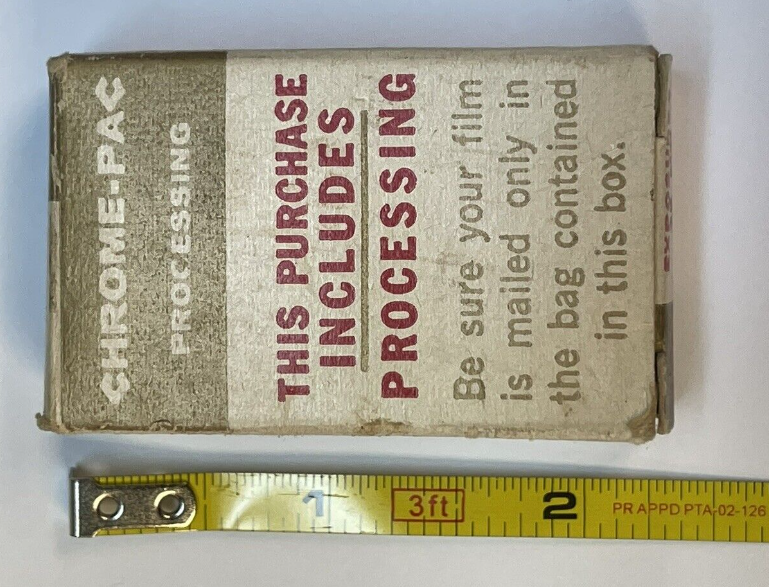 CHROME-PAC
PROCESSING
THIS PURCHASE
INCLUDES
PROCESSING
Be sure your film
is mailed only in
the bag contained
in this box.
1
3ft
2
PR APPD PTA-02-126